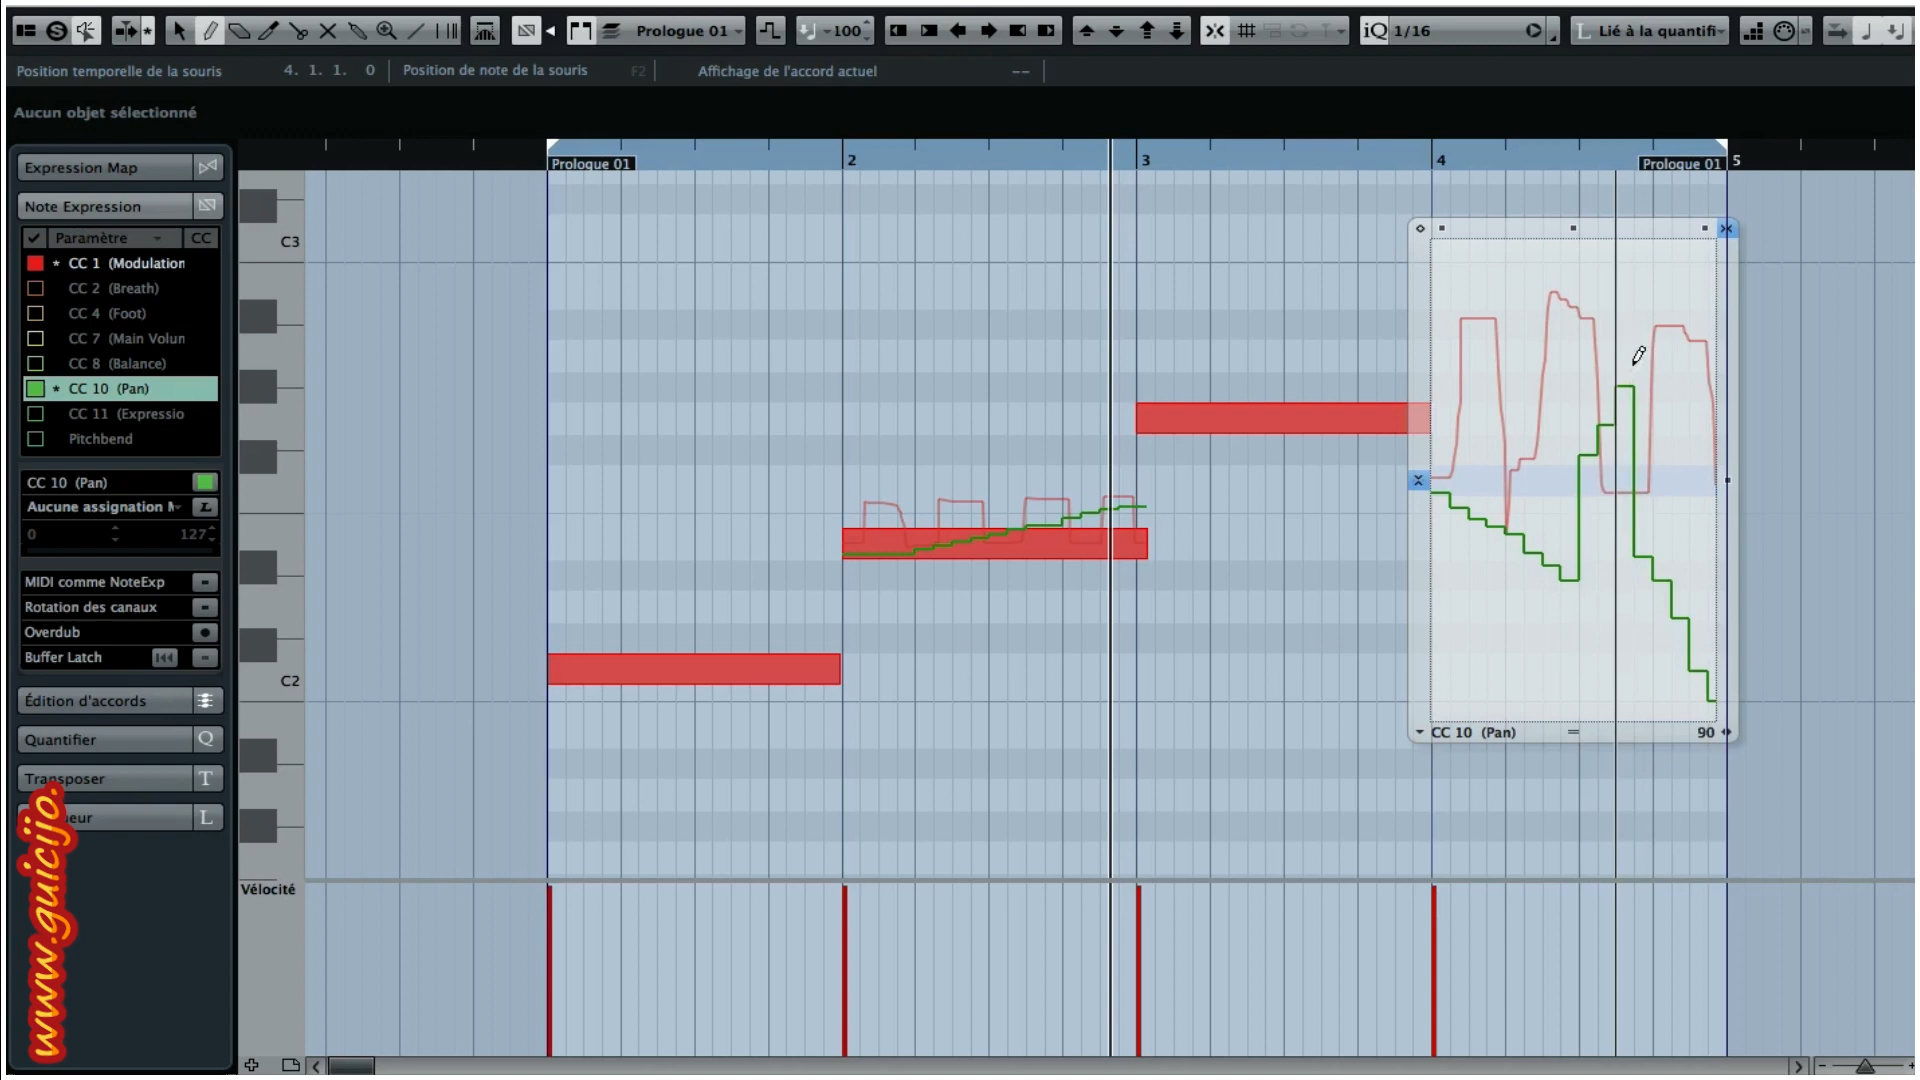 Prologue 01
100
iQ 1/16
L Lié à la quantifi
Position temporelle de la souris 4. 1. 1. 0 Position de note de la souris F2 Affichage de l'accord actuel --
Aucun objet sélectionné
Prologue 01 2 3 4 Prologue 01 5
Expression Map
Note Expression
Paramètre CC
* CC 1 (Modulation
CC 2 (Breath)
CC 4 (Foot)
CC 7 (Main Volun
CC 8 (Balance)
* CC 10 (Pan)
CC 11 (Expressio
Pitchbend
CC 10 (Pan)
Aucune assignation L
0 127
MIDI comme NoteExp
Rotation des canaux
Overdub
Buffer Latch
Édition d'accords
Quantifier Q
Transposer T
eur L
C3
C2
CC 10 (Pan) 90
Vélocité
www.guicijo.